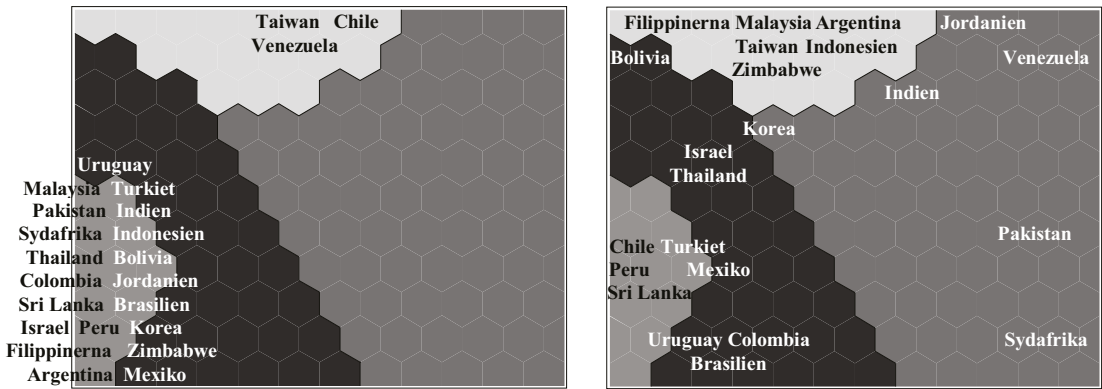 Taiwan Chile
Venezuela
Uruguay
Malaysia Turkiet
Pakistan Indien
Sydafrika Indonesien
Thailand Bolivia
Colombia Jordanien
Sri Lanka Brasilien
Israel Peru Korea
Filippinerna Zimbabwe
Argentina Mexiko
Filippinerna Malaysia Argentina Jordanien
Taiwan Indonesien
Bolivia Venezuela
Zimbabwe
Indien
Korea
Israel
Thailand
Pakistan
Chile Turkiet
Peru Mexiko
Sri Lanka
Uruguay Colombia Sydafrika
Brasilien